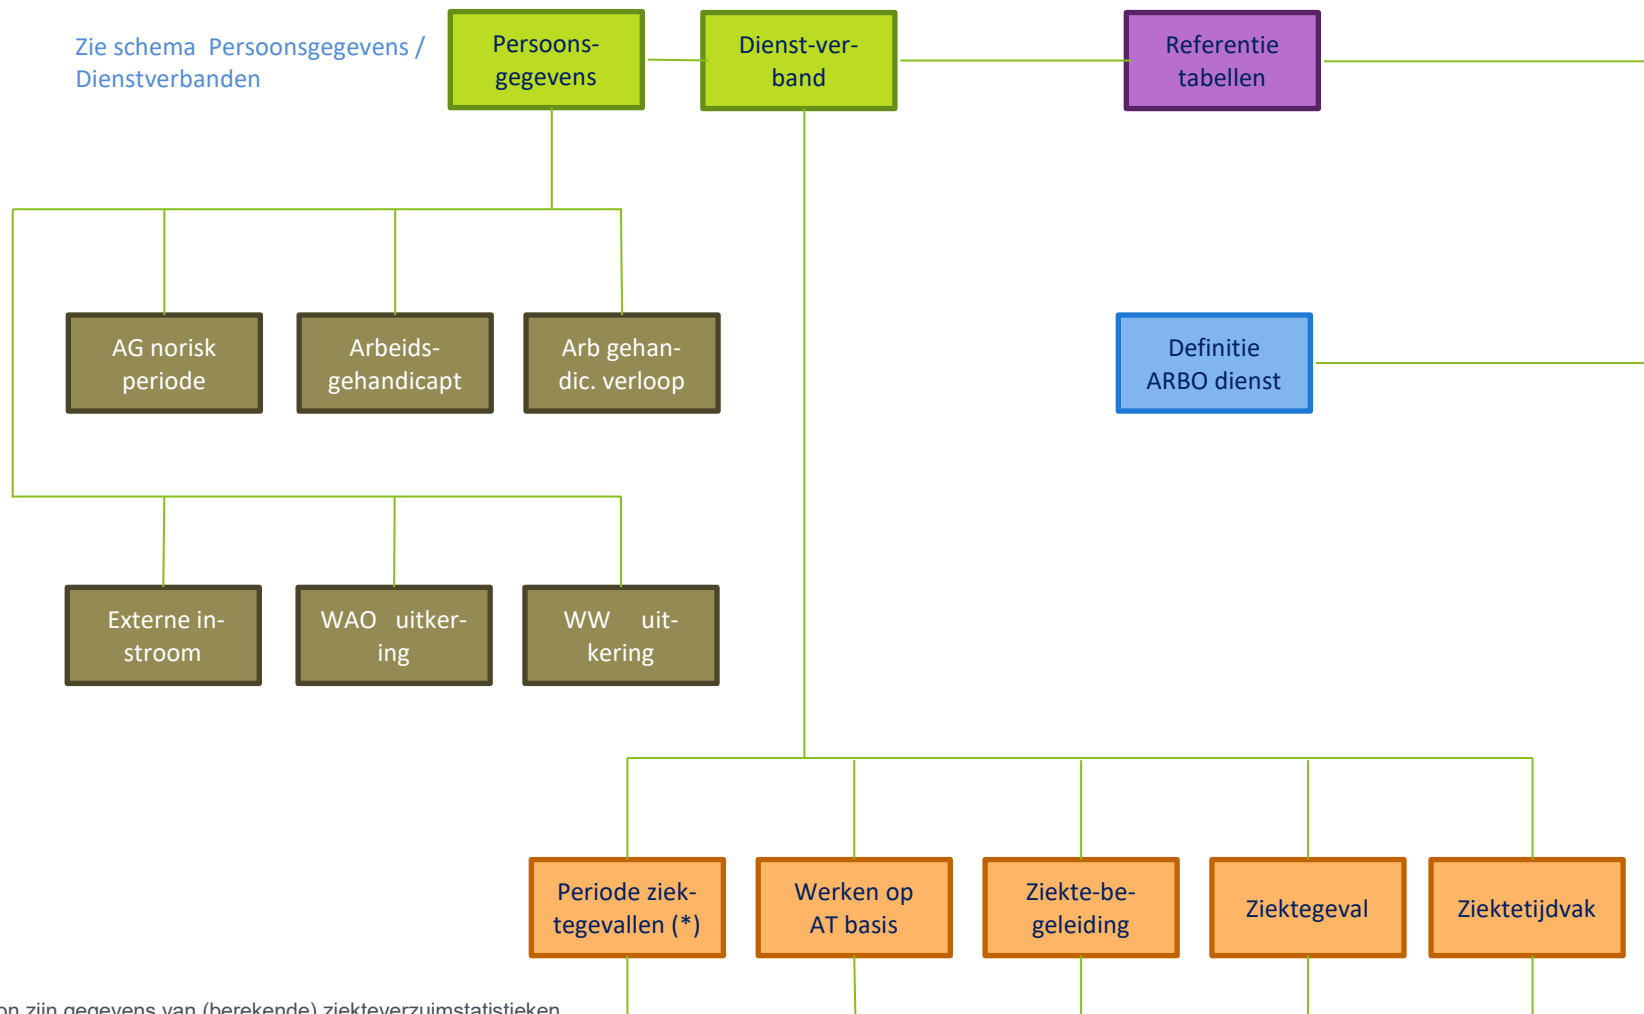 Zie schema Persoonsgegevens /
Dienstverbanden
Persoons-
gegevens
Dienst-ver-
band
Referentie
tabellen
AG norisk
periode
Arbeids-
gehandicapt
Arb gehan-
dic. verloop
Definitie
ARBO dienst
Externe in-
stroom
WAO uitker-
ing
WW uit-
kering
Periode ziek-
tegevallen (*)
Werken op
AT basis
Ziekte-be-
geleiding
Ziektegeval
Ziektetijdvak
on zijn gegevens van (berekende) ziekteverzuimstatistieken